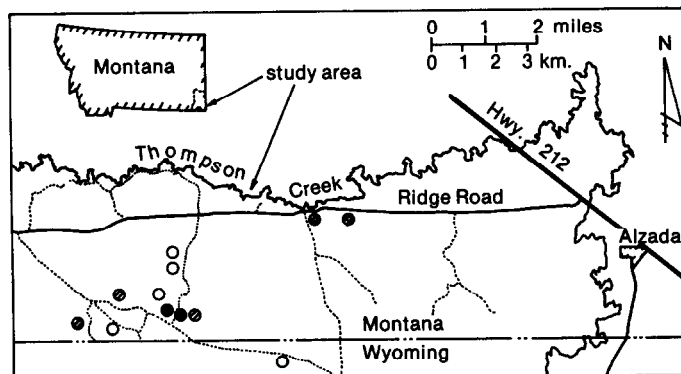 0 1 2 miles
0 1 2 3 km.
N
Montana
study area
Hwy. 212
Thompson
Creek
Ridge Road
Alzada
Montana
Wyoming